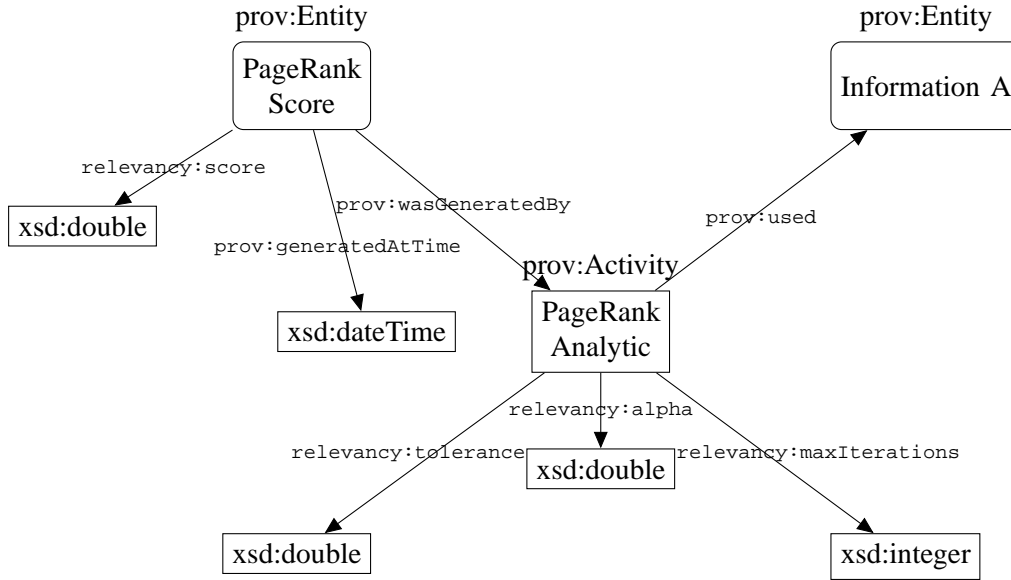 prov:Entity
prov:Entity
PageRank
Score
Information A
relevancy:score
prov:wasGeneratedBy
prov:used
xsd:double
prov:generatedAtTime
prov:Activity
xsd:dateTime
PageRank
Analytic
relevancy:alpha
relevancy:tolerance
xsd:double
relevancy:maxIterations
xsd:double
xsd:integer